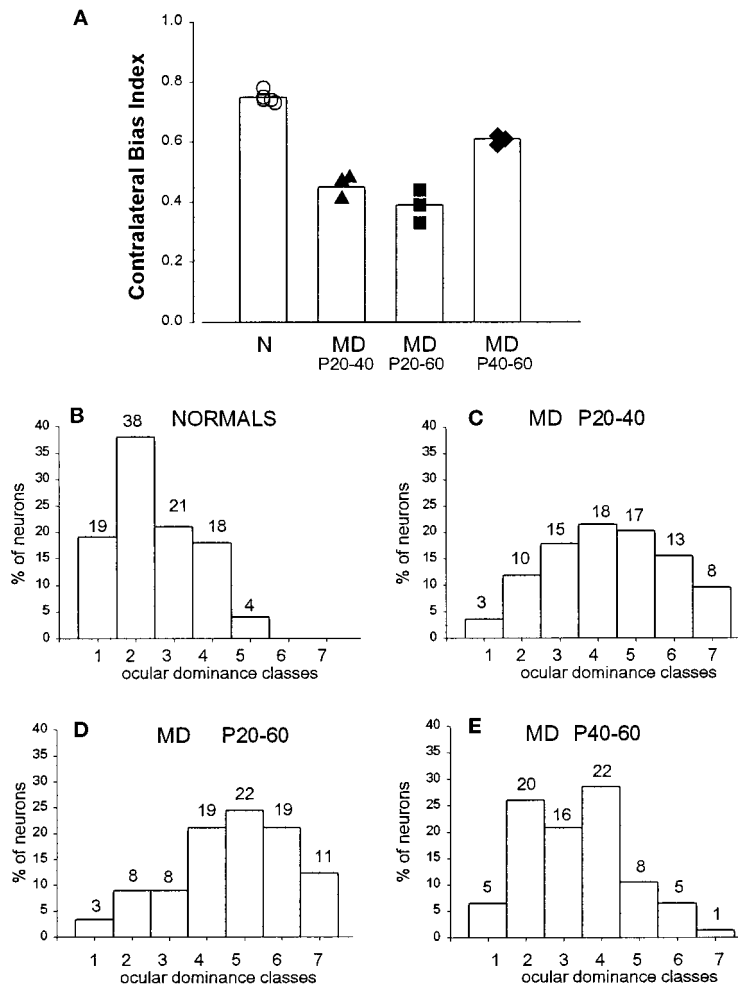 A
Contralateral Bias Index
1.0
0.8
0.6
0.4
0.2
0.0
N MD MD MD
P20-40 P20-60 P40-60
B NORMALS
% of neurons
40
35
30
25
20
15
10
5
0
19 38 21 18 4
1 2 3 4 5 6 7
ocular dominance classes
C MD P20-40
% of neurons
40
35
30
25
20
15
10
5
0
3 10 15 18 17 13 8
1 2 3 4 5 6 7
ocular dominance classes
D MD P20-60
% of neurons
40
35
30
25
20
15
10
5
0
3 8 8 19 22 19 11
1 2 3 4 5 6 7
ocular dominance classes
E MD P40-60
% of neurons
40
35
30
25
20
15
10
5
0
5 20 16 22 8 5 1
1 2 3 4 5 6 7
ocular dominance classes